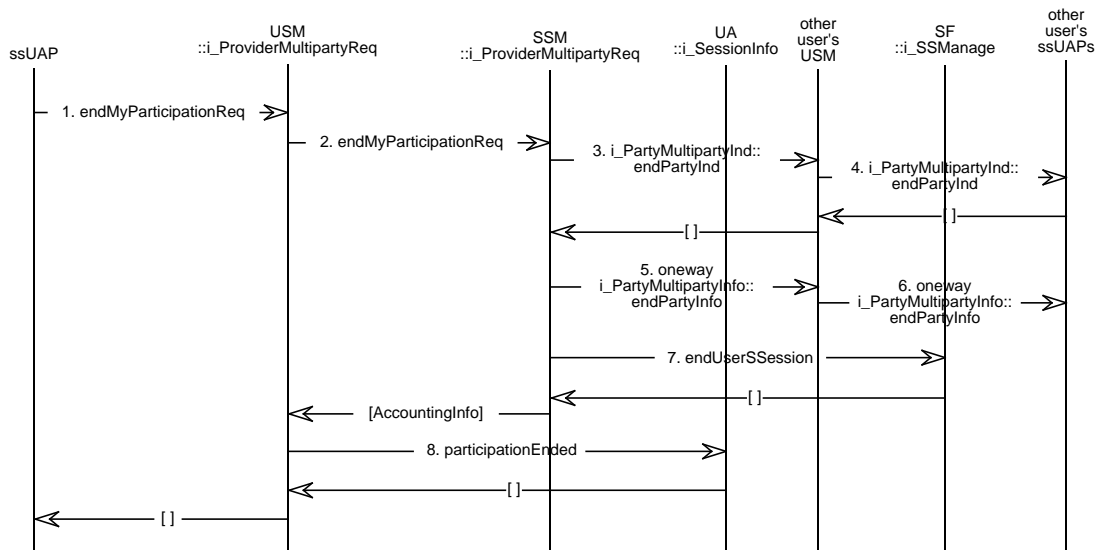 ssUAP
USM
::i_ProviderMultipartyReq
SSM
::i_ProviderMultipartyReq
UA
::i_SessionInfo
other
user's
USM
SF
::i_SSManage
other
user's
ssUAPs
1. endMyParticipationReq
2. endMyParticipationReq
3. i_PartyMultipartyInd::
endPartyInd
4. i_PartyMultipartyInd::
endPartyInd
[ ]
[ ]
5. oneway
i_PartyMultipartyInfo::
endPartyInfo
6. oneway
i_PartyMultipartyInfo::
endPartyInfo
7. endUserSSession
[ ]
[AccountingInfo]
8. participationEnded
[ ]
[ ]